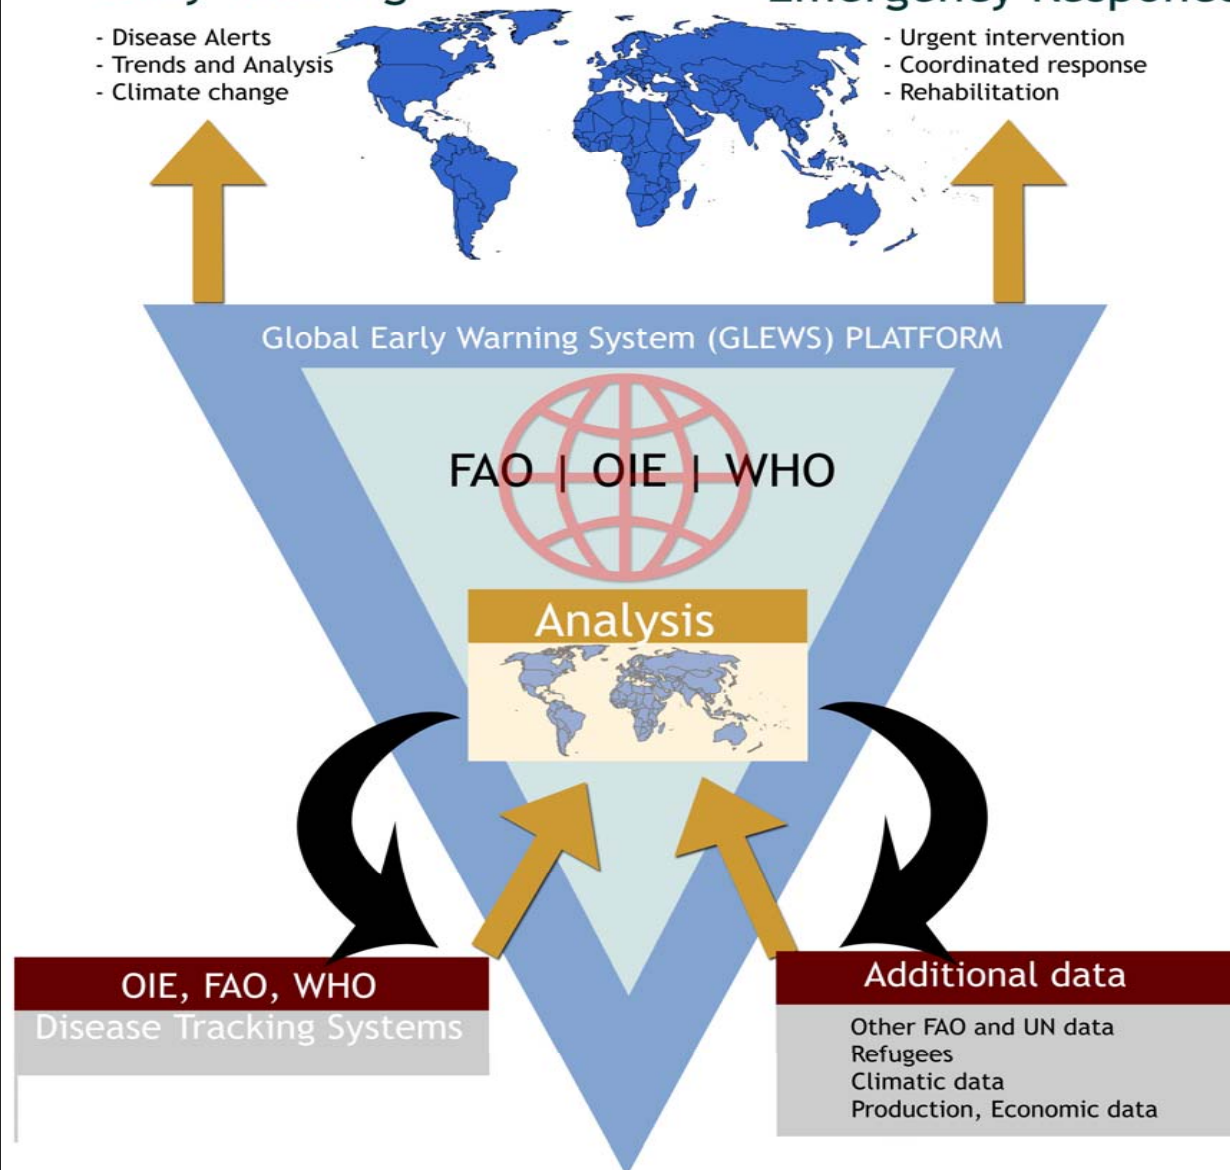 - Disease Alerts
- Trends and Analysis
- Climate change
- Urgent intervention
- Coordinated response
- Rehabilitation
Global Early Warning System (GLEWS) PLATFORM
FAO | OIE | WHO
Analysis
OIE, FAO, WHO
Disease Tracking Systems
Additional data
Other FAO and UN data
Refugees
Climatic data
Production, Economic data